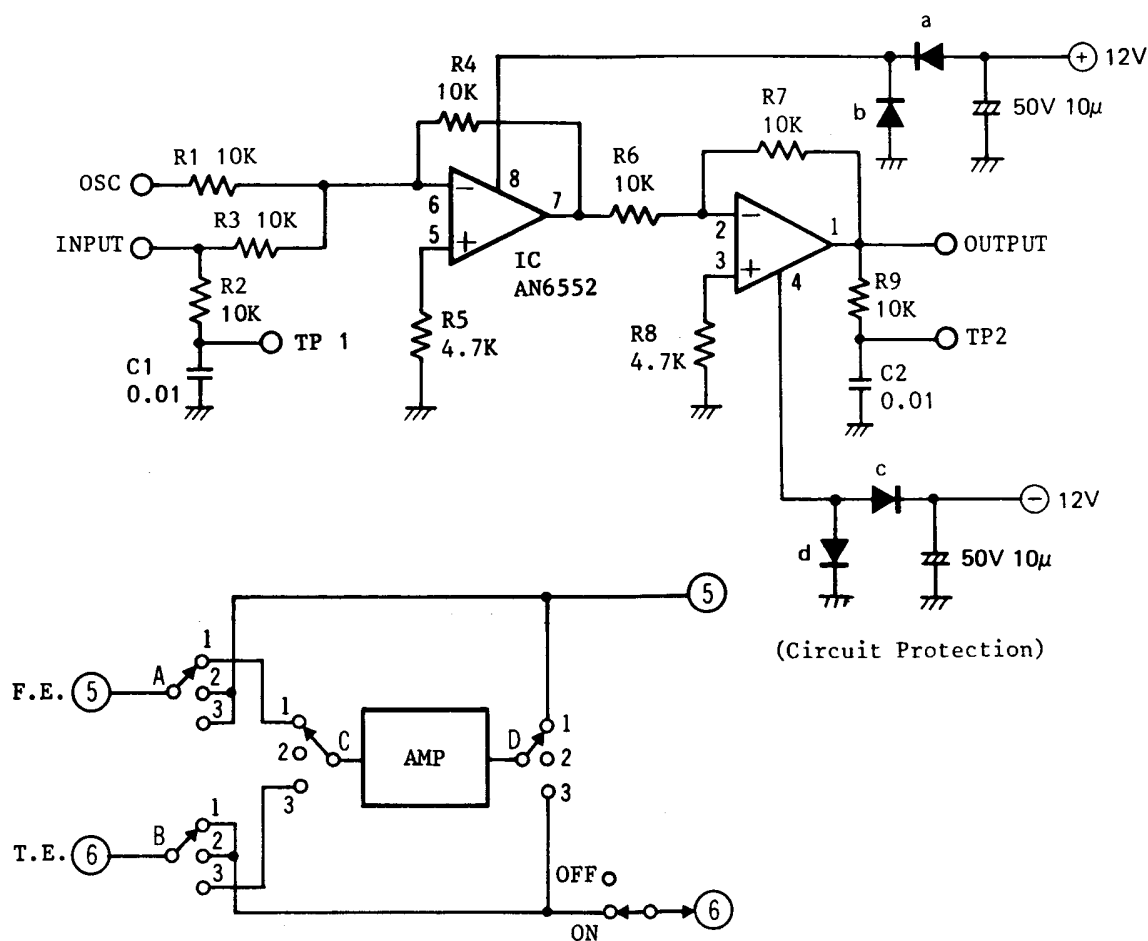 a
⊕ 12V
b
50V 10μ
R4
10K
R7
10K
R1 10K
OSC
R3 10K
INPUT
R2
10K
TP 1
C1
0.01
−
6
5
+
8
7
IC
AN6552
R5
4.7K
R6
10K
−
2
3
+
1
4
OUTPUT
R8
4.7K
R9
10K
TP2
C2
0.01
c
⊖ 12V
d
50V 10μ
(Circuit Protection)
5
F.E. 5
A
1
2
3
1
2
3
C
AMP
D
1
2
3
T.E. 6
B
1
2
3
OFF
ON
6